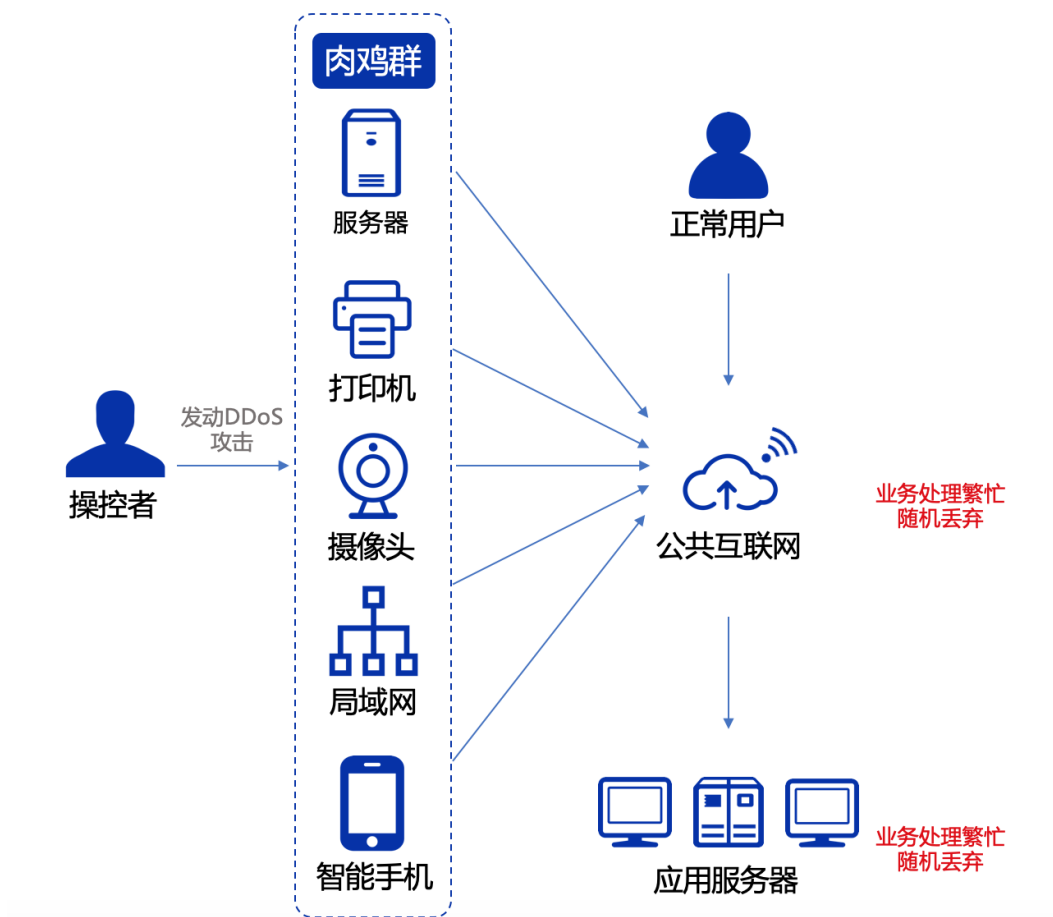 肉鸡群
服务器
打印机
摄像头
局域网
智能手机
操控者
发动DDoS
攻击
正常用户
公共互联网
业务处理繁忙
随机丢弃
应用服务器
业务处理繁忙
随机丢弃